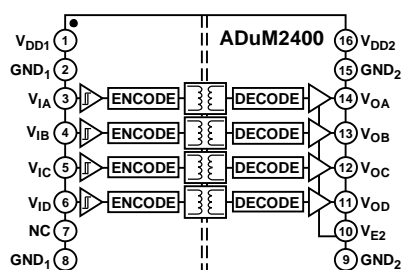 ADuM2400
VDD1 1 16 VDD2
GND1 2 15 GND2
VIA 3 ENCODE DECODE 14 VOA
VIB 4 ENCODE DECODE 13 VOB
VIC 5 ENCODE DECODE 12 VOC
VID 6 ENCODE DECODE 11 VOD
NC 7 10 VE2
GND1 8 9 GND2